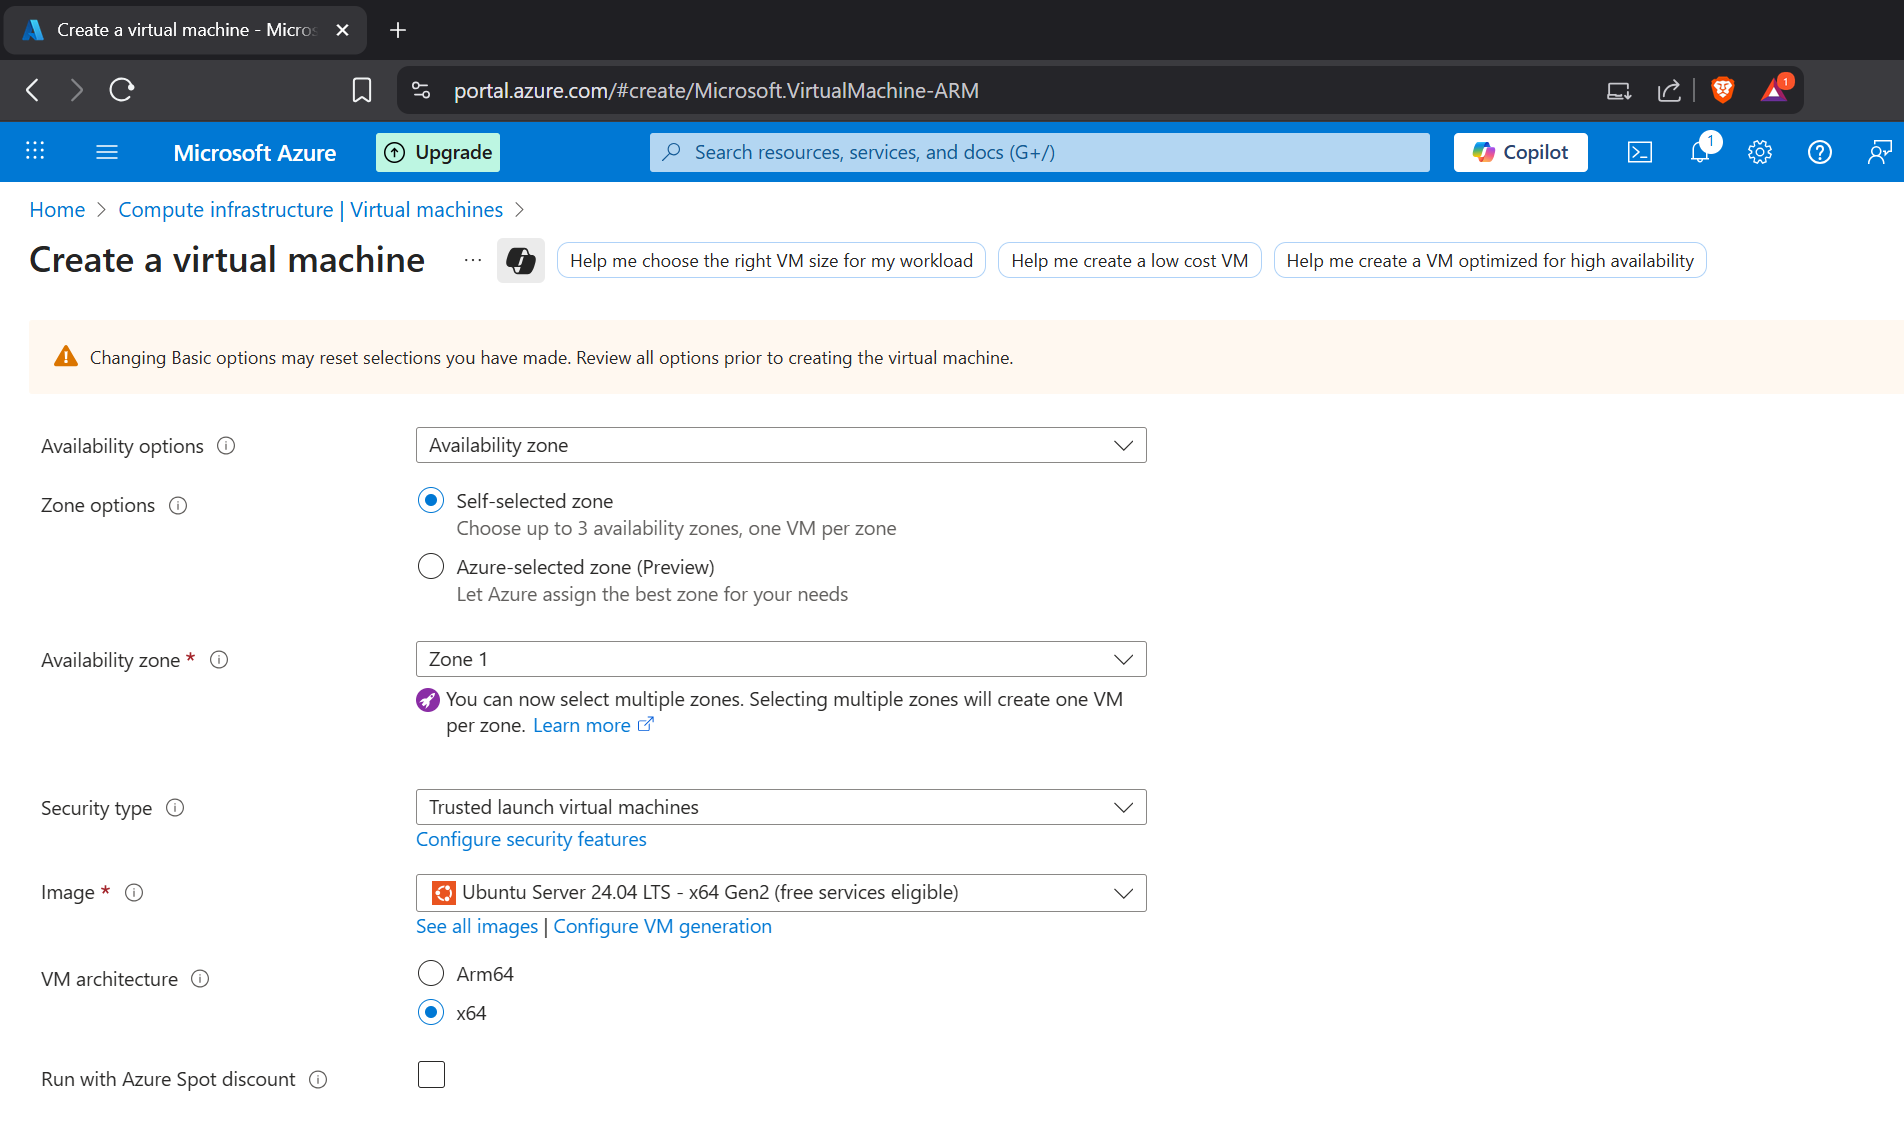 Create a virtual machine - Micros
portal.azure.com/#create/Microsoft.VirtualMachine-ARM
1
Microsoft Azure
Upgrade
Search resources, services, and docs (G+/)
Copilot
1
Home > Compute infrastructure | Virtual machines >
Create a virtual machine
...
Help me choose the right VM size for my workload
Help me create a low cost VM
Help me create a VM optimized for high availability
Changing Basic options may reset selections you have made. Review all options prior to creating the virtual machine.
Availability options
Availability zone
Zone options
Self-selected zone
Choose up to 3 availability zones, one VM per zone
Azure-selected zone (Preview)
Let Azure assign the best zone for your needs
Availability zone *
Zone 1
You can now select multiple zones. Selecting multiple zones will create one VM
per zone. Learn more
Security type
Trusted launch virtual machines
Configure security features
Image *
Ubuntu Server 24.04 LTS - x64 Gen2 (free services eligible)
See all images | Configure VM generation
VM architecture
Arm64
x64
Run with Azure Spot discount